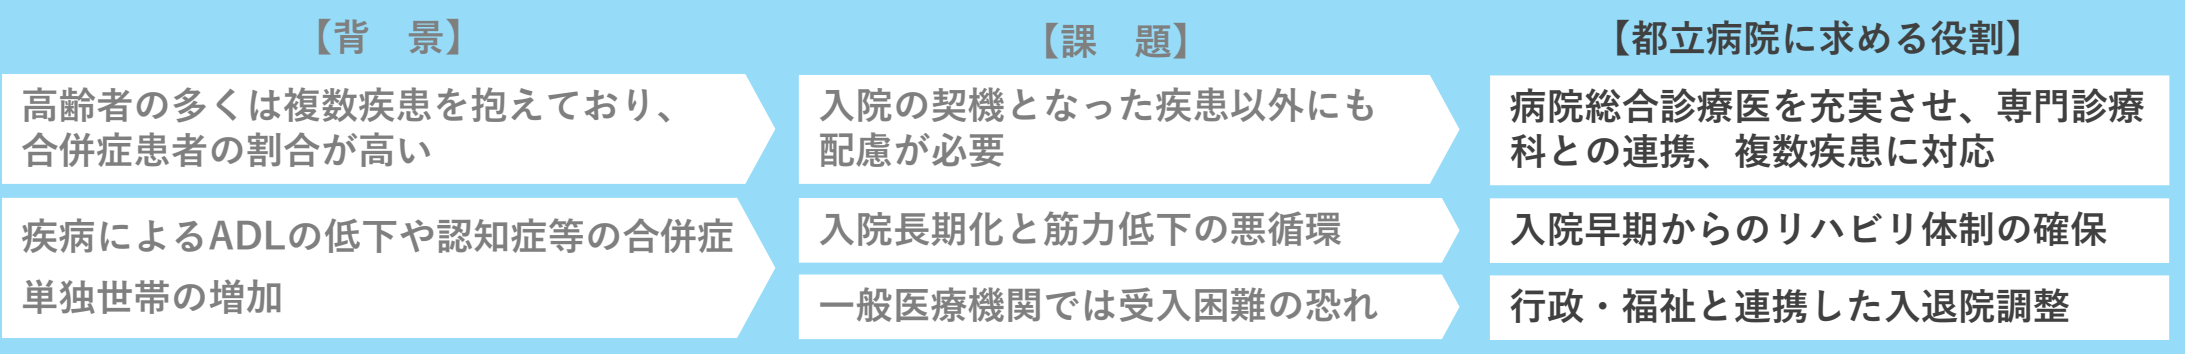 【背　景】
高齢者の多くは複数疾患を抱えており、
合併症患者の割合が高い
疾病によるADLの低下や認知症等の合併症
単独世帯の増加
【課　題】
入院の契機となった疾患以外にも
配慮が必要
入院長期化と筋力低下の悪循環
一般医療機関では受入困難の恐れ
【都立病院に求める役割】
病院総合診療医を充実させ、専門診療
科との連携、複数疾患に対応
入院早期からのリハビリ体制の確保
行政・福祉と連携した入退院調整